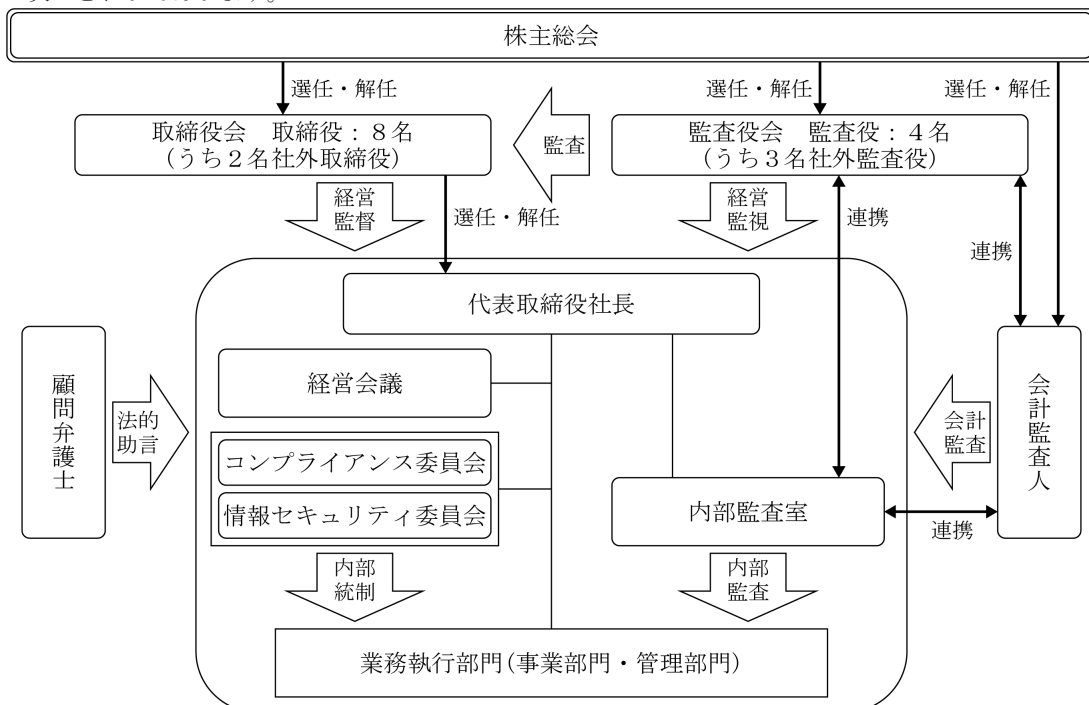 株主総会
選任・解任
選任・解任
選任・解任
取締役会 取締役:8名
(うち2名社外取締役)
監査
監査役会 監査役:4名
(うち3名社外監査役)
経営
監督
選任・解任
経営
監視
連携
連携
代表取締役社長
顧問弁護士
法的
助言
経営会議
コンプライアンス委員会
情報セキュリティ委員会
内部監査室
会計
監査
会計監査人
連携
内部
統制
内部
監査
業務執行部門(事業部門・管理部門)